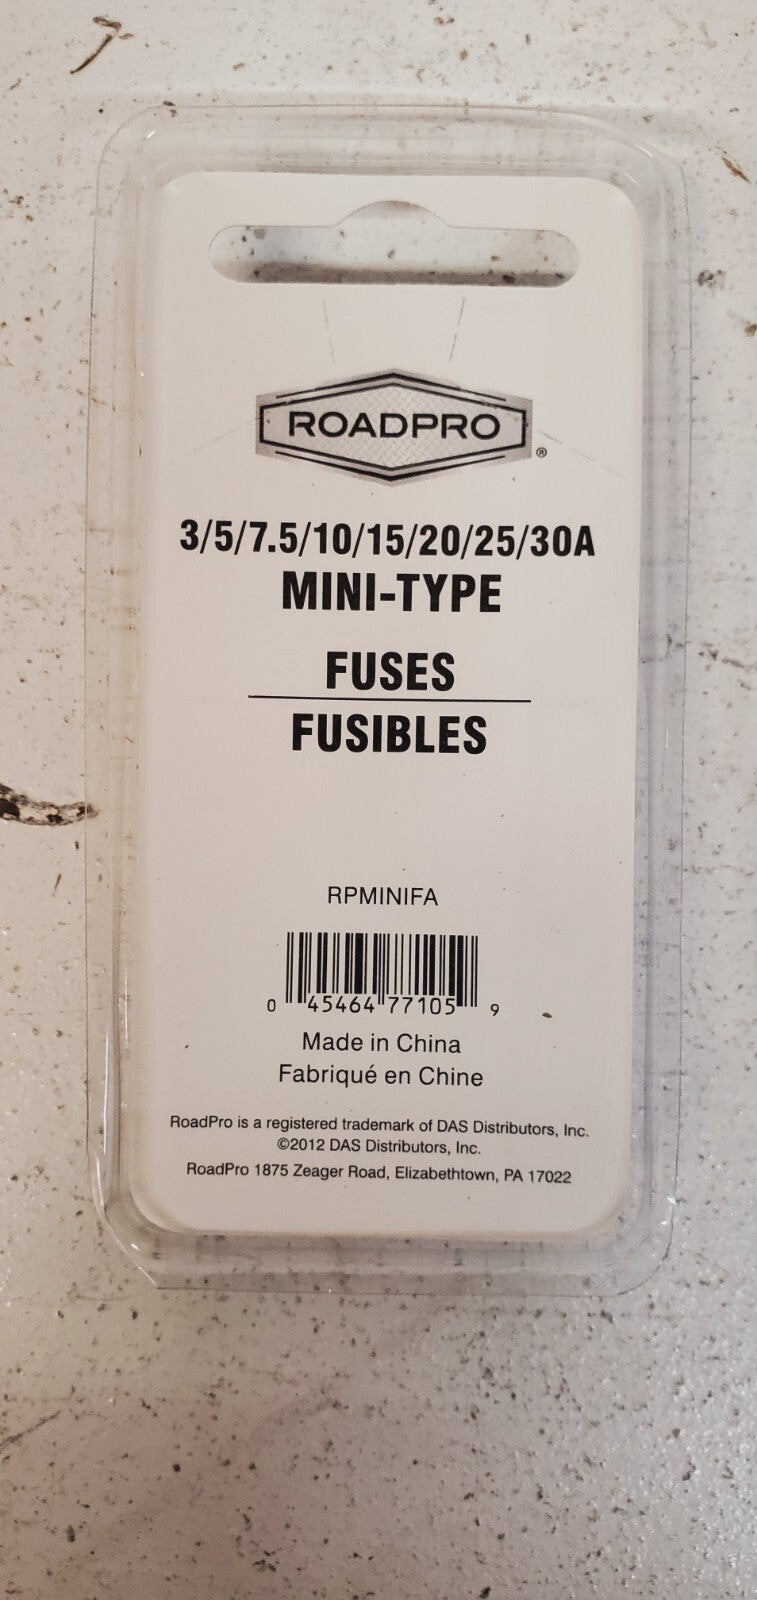 ROADPRO®
3/5/7.5/10/15/20/25/30A
MINI-TYPE
FUSES
FUSIBLES
RPMINIFA
0 45464 77105 9
Made in China
Fabriqué en Chine
RoadPro is a registered trademark of DAS Distributors, Inc.
©2012 DAS Distributors, Inc.
RoadPro 1875 Zeager Road, Elizabethtown, PA 17022